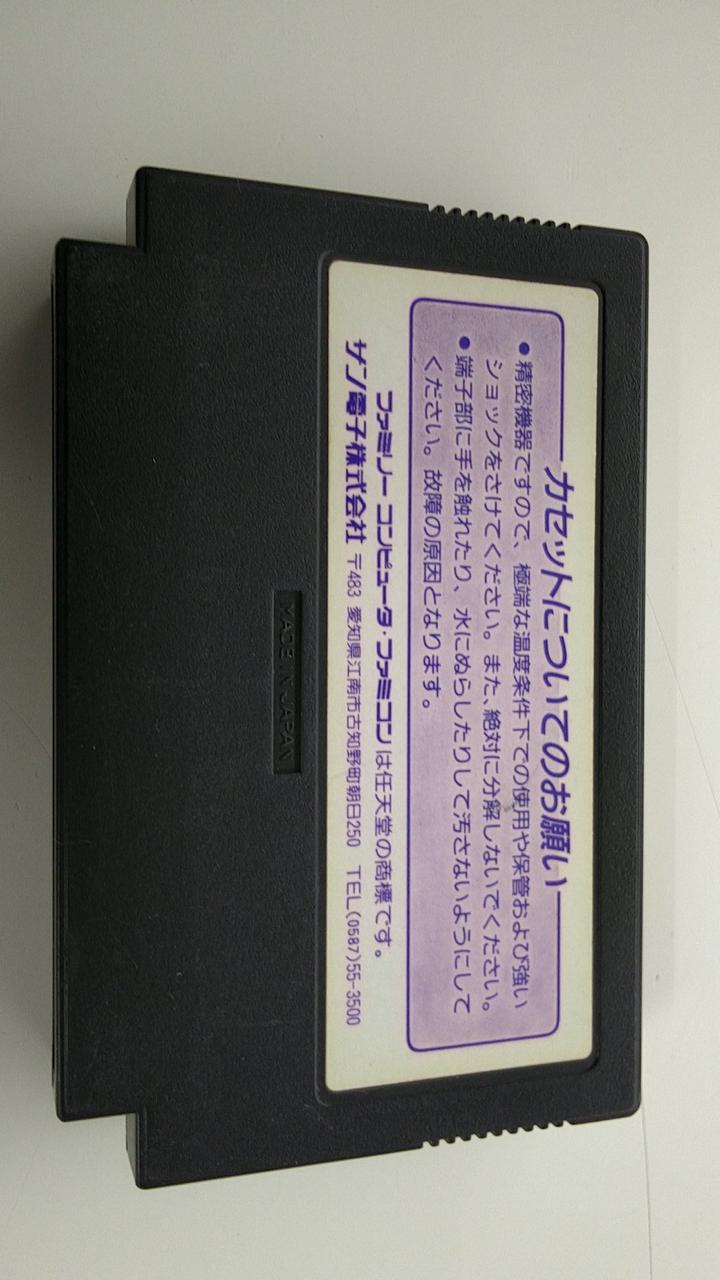 カセットについてのお願い
●精密機器ですので、極端な温度条件下での使用や保管および強い
ショックをさけてください。また、絶対に分解しないでください。
●端子部に手を触れたり、水にぬらしたりして汚さないようにして
ください。故障の原因となります。
ファミリー コンピュータ・ファミコンは任天堂の商標です。
サン電子株式会社 〒483 愛知県江南市古知野町朝日250 TEL(0587)55-3500
MADE IN JAPAN